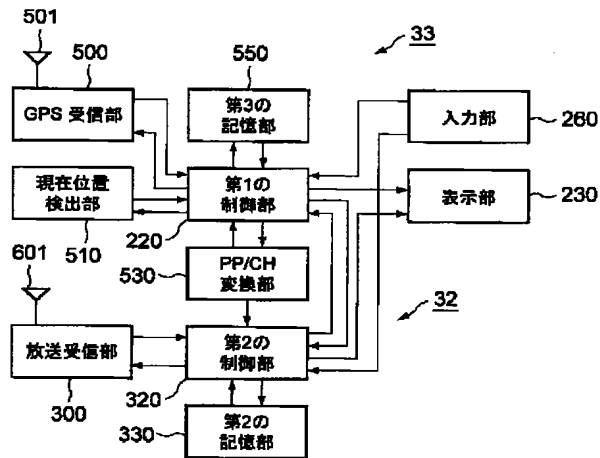 501
500
GPS 受信部
550
第3の
記憶部
33
入力部
260
現在位置
検出部
510
第1の
制御部
220
表示部
230
601
530
PP/CH
変換部
32
放送受信部
300
第2の
制御部
320
330
第2の
記憶部